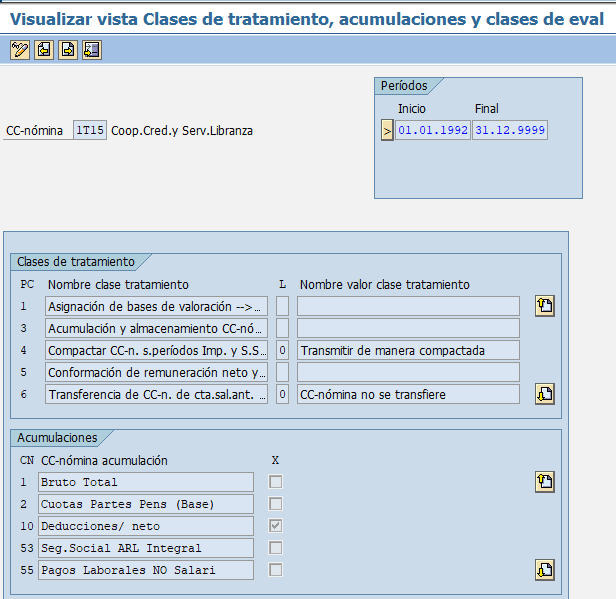 Visualizar vista Clases de tratamiento, acumulaciones y clases de eval
Períodos
Inicio Final
CC-nómina 1T15 Coop.Cred.y Serv.Libranza > 01.01.1992 31.12.9999
Clases de tratamiento
PC Nombre clase tratamiento L Nombre valor clase tratamiento
1 Asignación de bases de valoración -->...
3 Acumulación y almacenamiento CC-nó...
4 Compactar CC-n. s.períodos Imp. y S.S... 0 Transmitir de manera compactada
5 Conformación de remuneración neto y...
6 Transferencia de CC-n. de cta.sal.ant. ... 0 CC-nómina no se transfiere
Acumulaciones
CN CC-nómina acumulación X
1 Bruto Total
2 Cuotas Partes Pens (Base)
10 Deducciones/ neto
53 Seg.Social ARL Integral
55 Pagos Laborales NO Salari